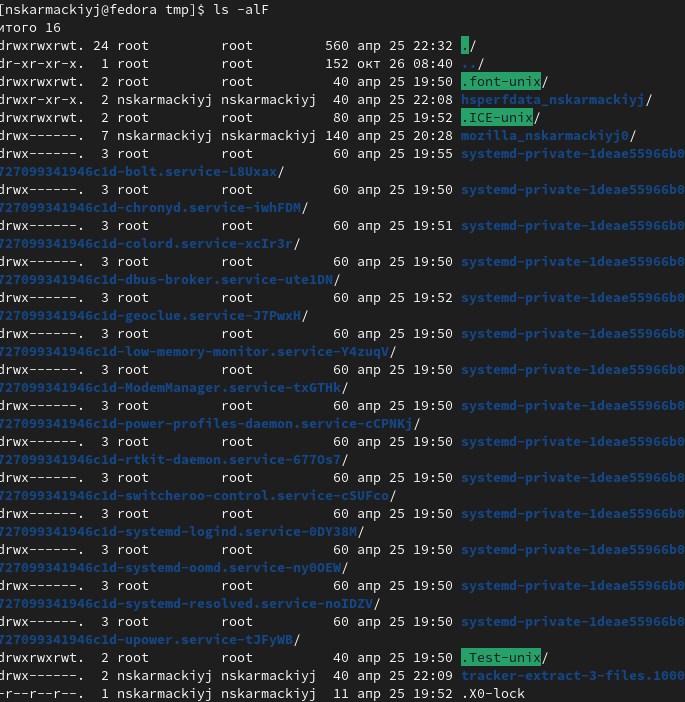 [nskarmackiyj@fedora tmp]$ ls -alF
итого 16
drwxrwxrwt. 24 root         root         560 апр 25 22:32 ./
dr-xr-xr-x.  1 root         root         152 окт 26 08:40 ../
drwxrwxrwt.  2 root         root          40 апр 25 19:50 .font-unix/
drwxr-xr-x.  2 nskarmackiyj nskarmackiyj  40 апр 25 22:08 hsperfdata_nskarmackiyj/
drwxrwxrwt.  2 root         root          80 апр 25 19:52 .ICE-unix/
drwx------.  7 nskarmackiyj nskarmackiyj 140 апр 25 20:28 mozilla_nskarmackiyj0/
drwx------.  3 root         root          60 апр 25 19:55 systemd-private-1deae55966b0
727099341946c1d-bolt.service-L8Uxax/
drwx------.  3 root         root          60 апр 25 19:50 systemd-private-1deae55966b0
727099341946c1d-chronyd.service-iwhFDM/
drwx------.  3 root         root          60 апр 25 19:51 systemd-private-1deae55966b0
727099341946c1d-colord.service-xcIr3r/
drwx------.  3 root         root          60 апр 25 19:50 systemd-private-1deae55966b0
727099341946c1d-dbus-broker.service-ute1DN/
drwx------.  3 root         root          60 апр 25 19:52 systemd-private-1deae55966b0
727099341946c1d-geoclue.service-J7PwxH/
drwx------.  3 root         root          60 апр 25 19:50 systemd-private-1deae55966b0
727099341946c1d-low-memory-monitor.service-Y4zuqV/
drwx------.  3 root         root          60 апр 25 19:50 systemd-private-1deae55966b0
727099341946c1d-ModemManager.service-txGTHk/
drwx------.  3 root         root          60 апр 25 19:50 systemd-private-1deae55966b0
727099341946c1d-power-profiles-daemon.service-cCPNKj/
drwx------.  3 root         root          60 апр 25 19:50 systemd-private-1deae55966b0
727099341946c1d-rtkit-daemon.service-677Os7/
drwx------.  3 root         root          60 апр 25 19:50 systemd-private-1deae55966b0
727099341946c1d-switcheroo-control.service-cSUFco/
drwx------.  3 root         root          60 апр 25 19:50 systemd-private-1deae55966b0
727099341946c1d-systemd-logind.service-0DY38M/
drwx------.  3 root         root          60 апр 25 19:50 systemd-private-1deae55966b0
727099341946c1d-systemd-oomd.service-ny0OEW/
drwx------.  3 root         root          60 апр 25 19:50 systemd-private-1deae55966b0
727099341946c1d-systemd-resolved.service-noIDZV/
drwx------.  3 root         root          60 апр 25 19:50 systemd-private-1deae55966b0
727099341946c1d-upower.service-tJFyWB/
drwxrwxrwt.  2 root         root          40 апр 25 19:50 .Test-unix/
drwx------.  2 nskarmackiyj nskarmackiyj  40 апр 25 22:09 tracker-extract-3-files.1000
-r--r--r--.  1 nskarmackiyj nskarmackiyj  11 апр 25 19:52 .X0-lock